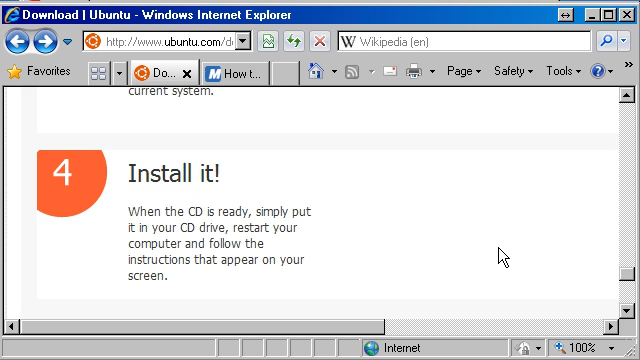 Download | Ubuntu - Windows Internet Explorer
http://www.ubuntu.com/d
Wikipedia (en)
Favorites
Do...
How t...
Page
Safety
Tools
current system.
4
Install it!
When the CD is ready, simply put
it in your CD drive, restart your
computer and follow the
instructions that appear on your
screen.
Internet
100%